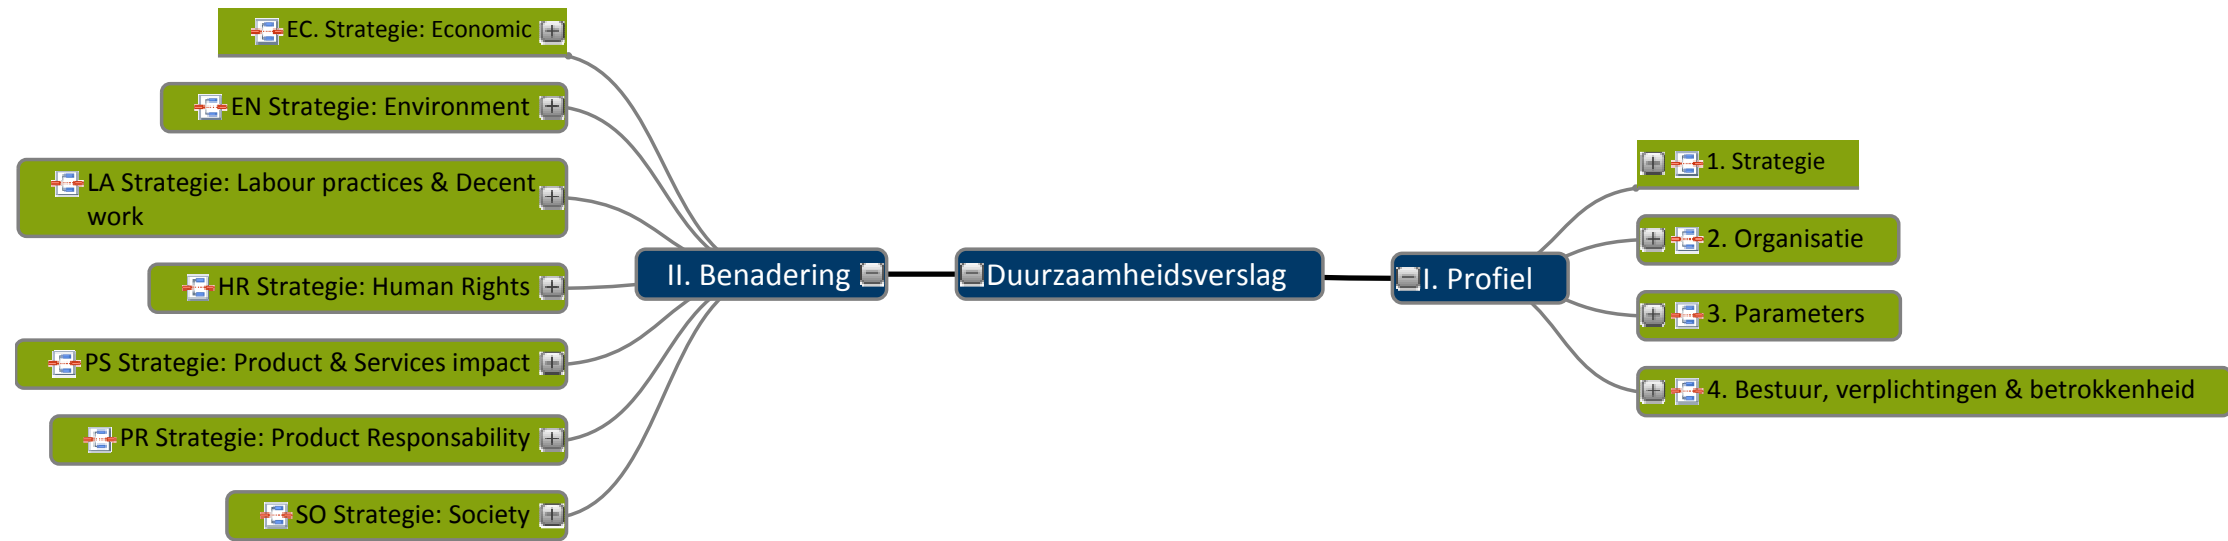 EC. Strategie: Economic
EN Strategie: Environment
LA Strategie: Labour practices & Decent
work
HR Strategie: Human Rights
PS Strategie: Product & Services impact
PR Strategie: Product Responsability
SO Strategie: Society
II. Benadering
Duurzaamheidsverslag
I. Profiel
1. Strategie
2. Organisatie
3. Parameters
4. Bestuur, verplichtingen & betrokkenheid